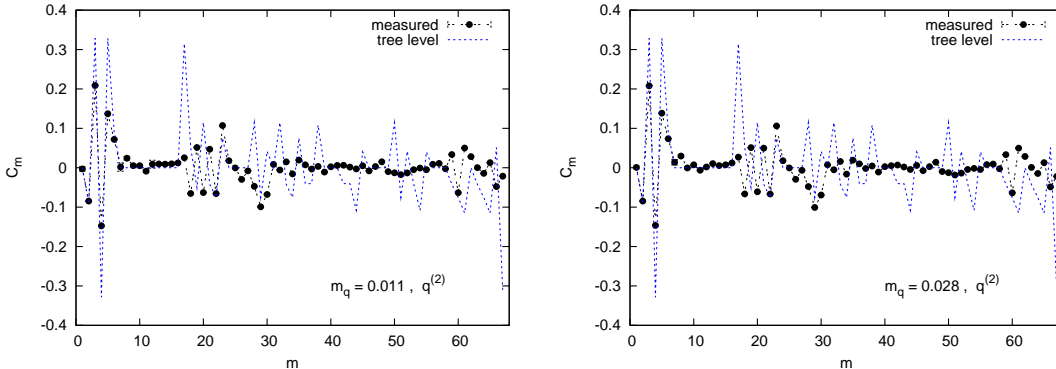 0.4
0.3
0.2
0.1
0
-0.1
-0.2
-0.3
-0.4
C_m
0 10 20 30 40 50 60
m
measured
tree level
m_q = 0.011 , q^(2)
0.4
0.3
0.2
0.1
0
-0.1
-0.2
-0.3
-0.4
C_m
0 10 20 30 40 50 60
m
measured
tree level
m_q = 0.028 , q^(2)